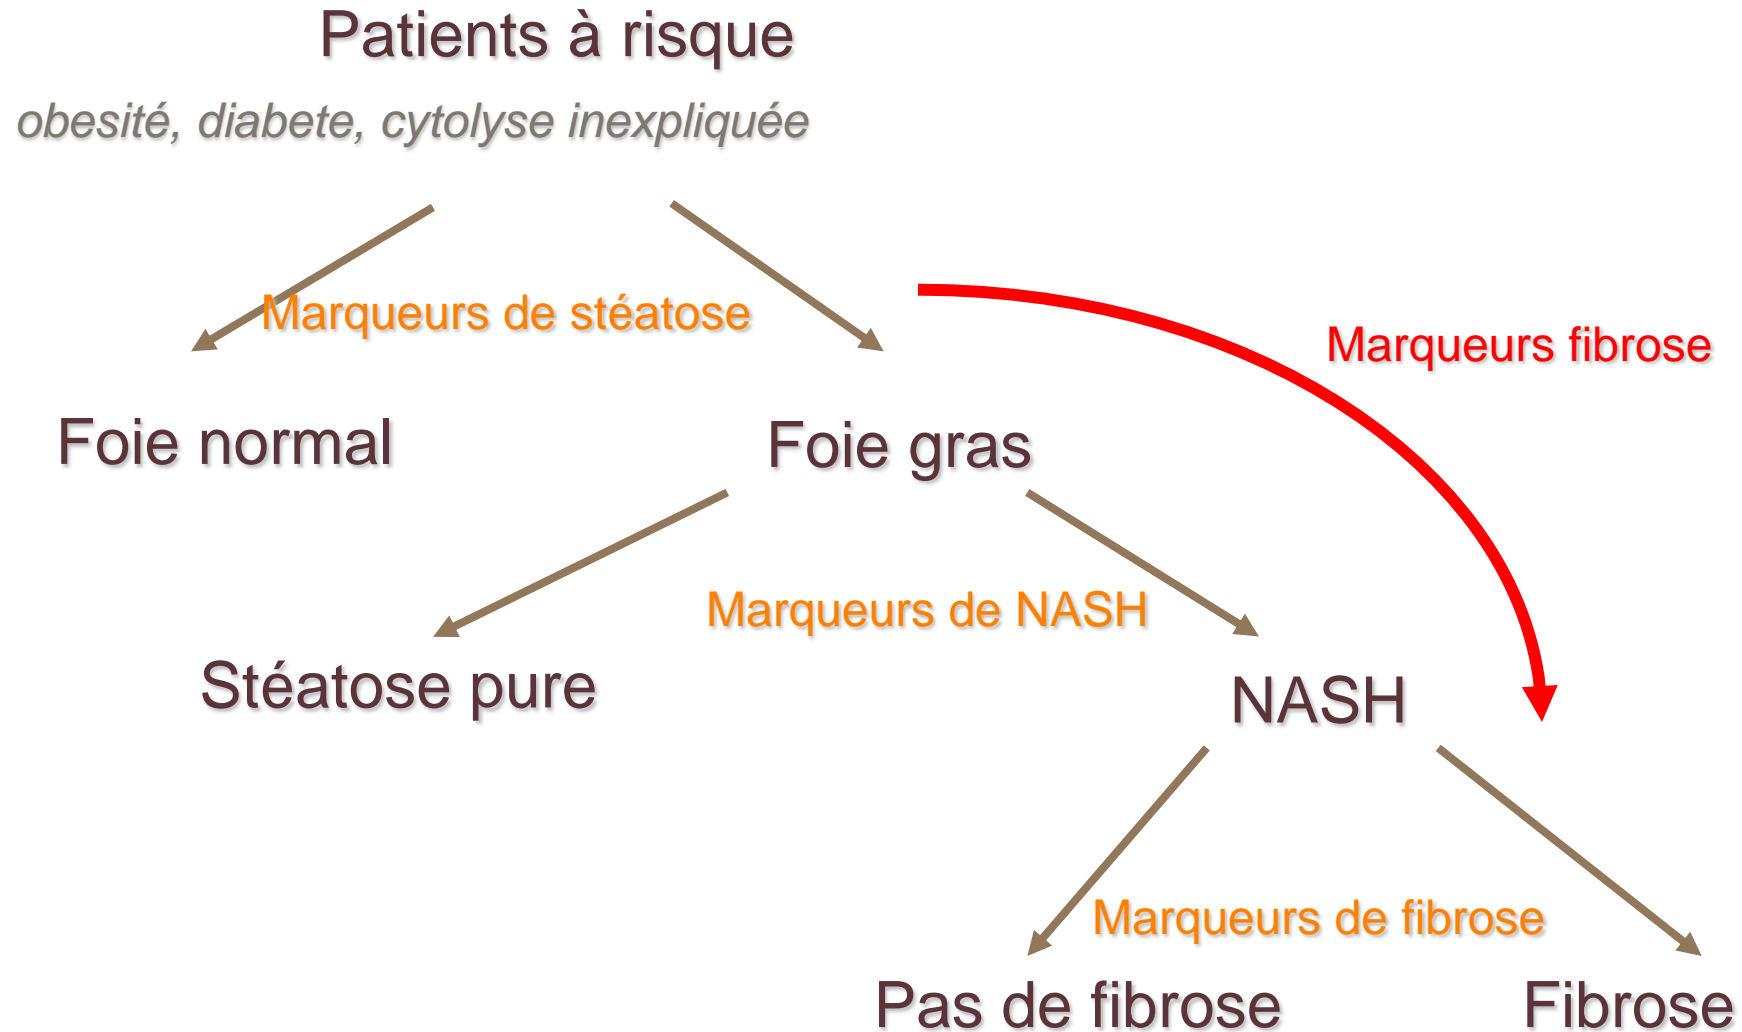 Patients à risque
obesité, diabete, cytolyse inexpliquée
Marqueurs de stéatose
Marqueurs fibrose
Foie normal
Foie gras
Marqueurs de NASH
Stéatose pure
NASH
Marqueurs de fibrose
Pas de fibrose
Fibrose